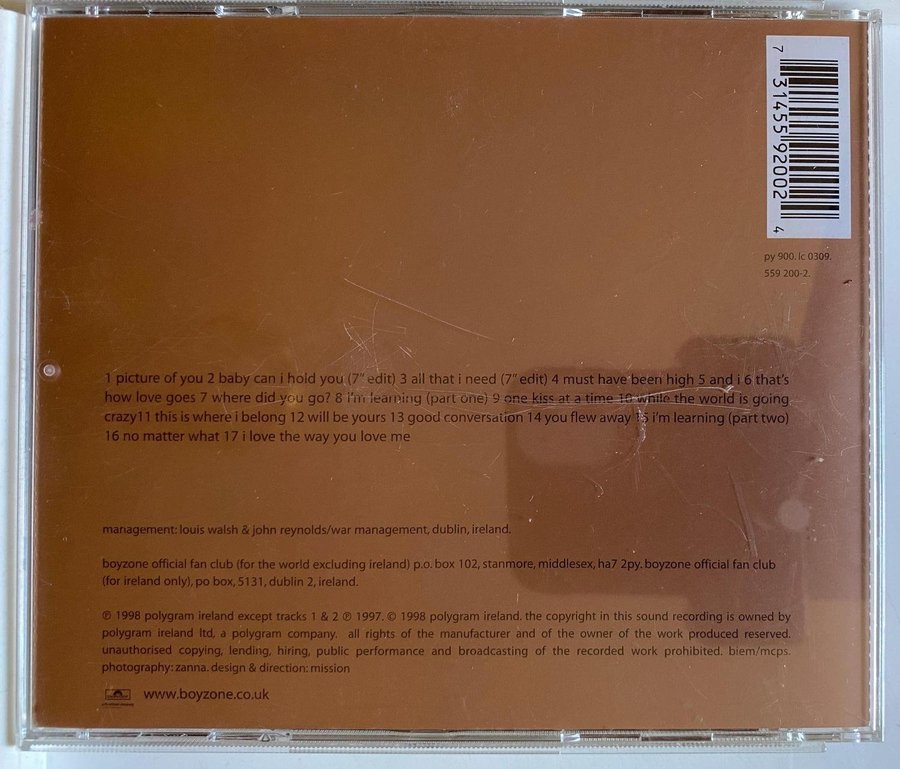 7 31455 92002 4
py 900. lc 0309.
559 200-2.
1 picture of you 2 baby can i hold you (7" edit) 3 all that i need (7" edit) 4 must have been high 5 and i 6 that's
how love goes 7 where did you go? 8 i'm learning (part one) 9 one kiss at a time 10 while the world is going
crazy11 this is where i belong 12 will be yours 13 good conversation 14 you flew away 15 i'm learning (part two)
16 no matter what 17 i love the way you love me
management: louis walsh & john reynolds/war management, dublin, ireland.
boyzone official fan club (for the world excluding ireland) p.o. box 102, stanmore, middlesex, ha7 2py. boyzone official fan club
(for ireland only), po box, 5131, dublin 2, ireland.
℗ 1998 polygram ireland except tracks 1 & 2 ℗ 1997. © 1998 polygram ireland. the copyright in this sound recording is owned by
polygram ireland ltd, a polygram company. all rights of the manufacturer and of the owner of the work produced reserved.
unauthorised copying, lending, hiring, public performance and broadcasting of the recorded work prohibited. biem/mcps.
photography: zanna. design & direction: mission
www.boyzone.co.uk